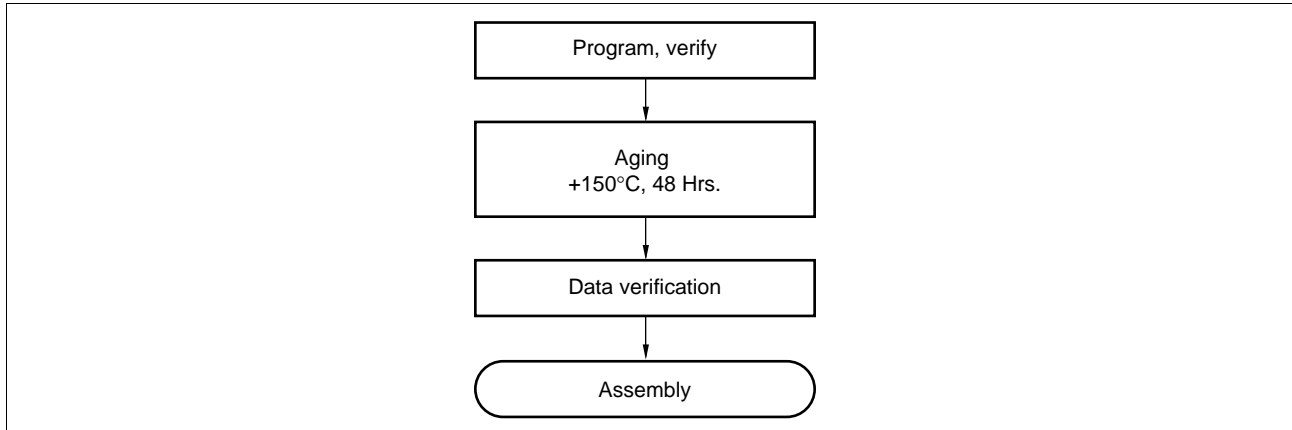 Program, verify
Aging
+150°C, 48 Hrs.
Data verification
Assembly